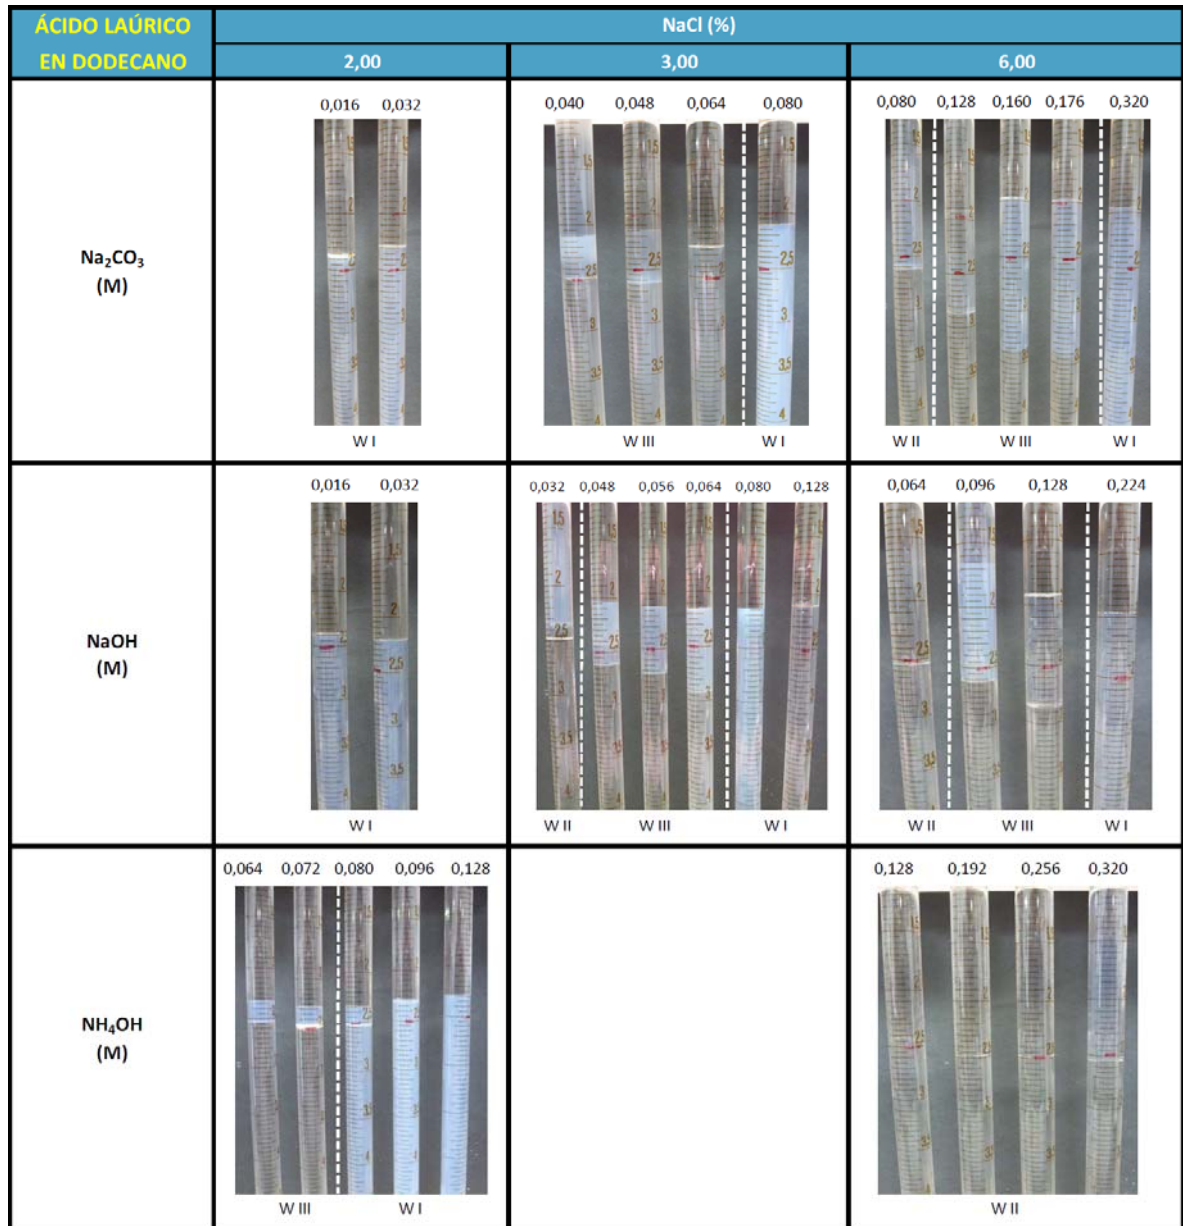 ÁCIDO LAÚRICO
EN DODECANO
NaCl (%)
2,00 3,00 6,00
Na₂CO₃
(M)
0,016 0,032
W I
0,040 0,048 0,064 0,080
W III W I
0,080 0,128 0,160 0,176 0,320
W II W III W I
NaOH
(M)
0,016 0,032
W I
0,032 0,048 0,056 0,064 0,080 0,128
W II W III W I
0,064 0,096 0,128 0,224
W II W III W I
NH₄OH
(M)
0,064 0,072 0,080 0,096 0,128
W III W I
0,128 0,192 0,256 0,320
W II